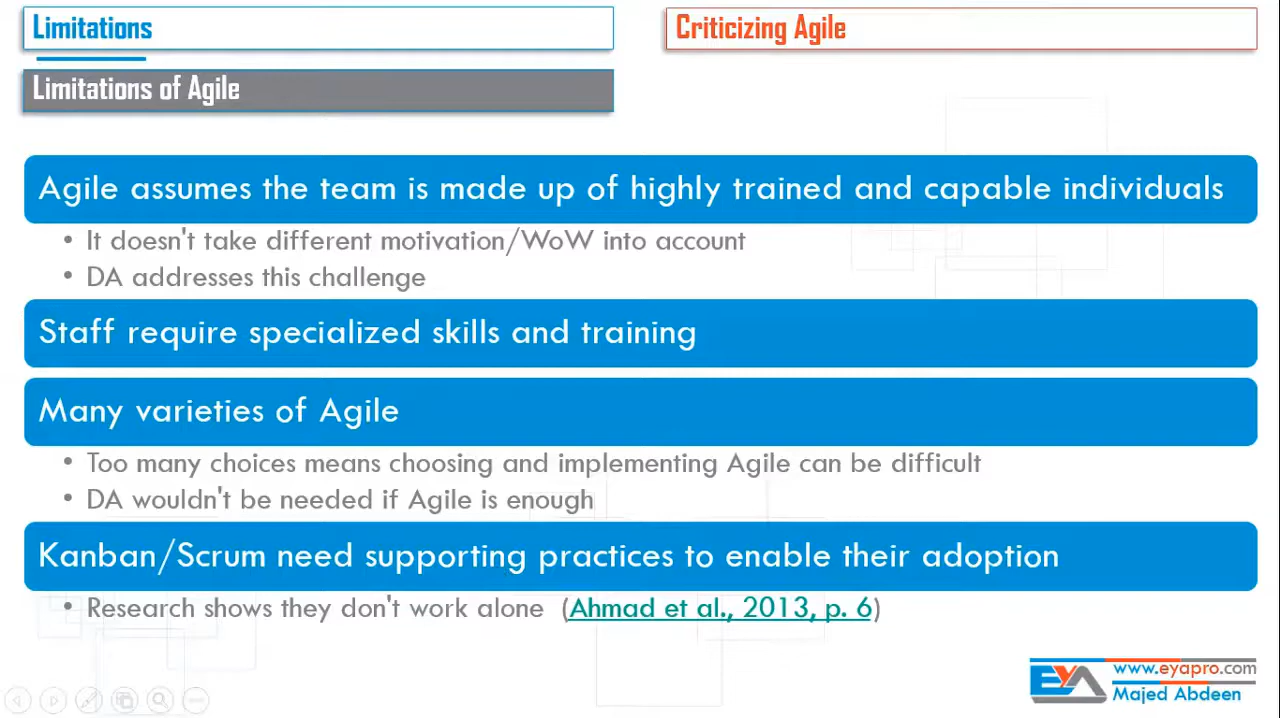 Limitations
Criticizing Agile
Limitations of Agile
Agile assumes the team is made up of highly trained and capable individuals
• It doesn't take different motivation/WoW into account
• DA addresses this challenge
Staff require specialized skills and training
Many varieties of Agile
• Too many choices means choosing and implementing Agile can be difficult
• DA wouldn't be needed if Agile is enough
Kanban/Scrum need supporting practices to enable their adoption
• Research shows they don't work alone (Ahmad et al., 2013, p. 6)
EYA
www.eyapro.com
Majed Abdeen